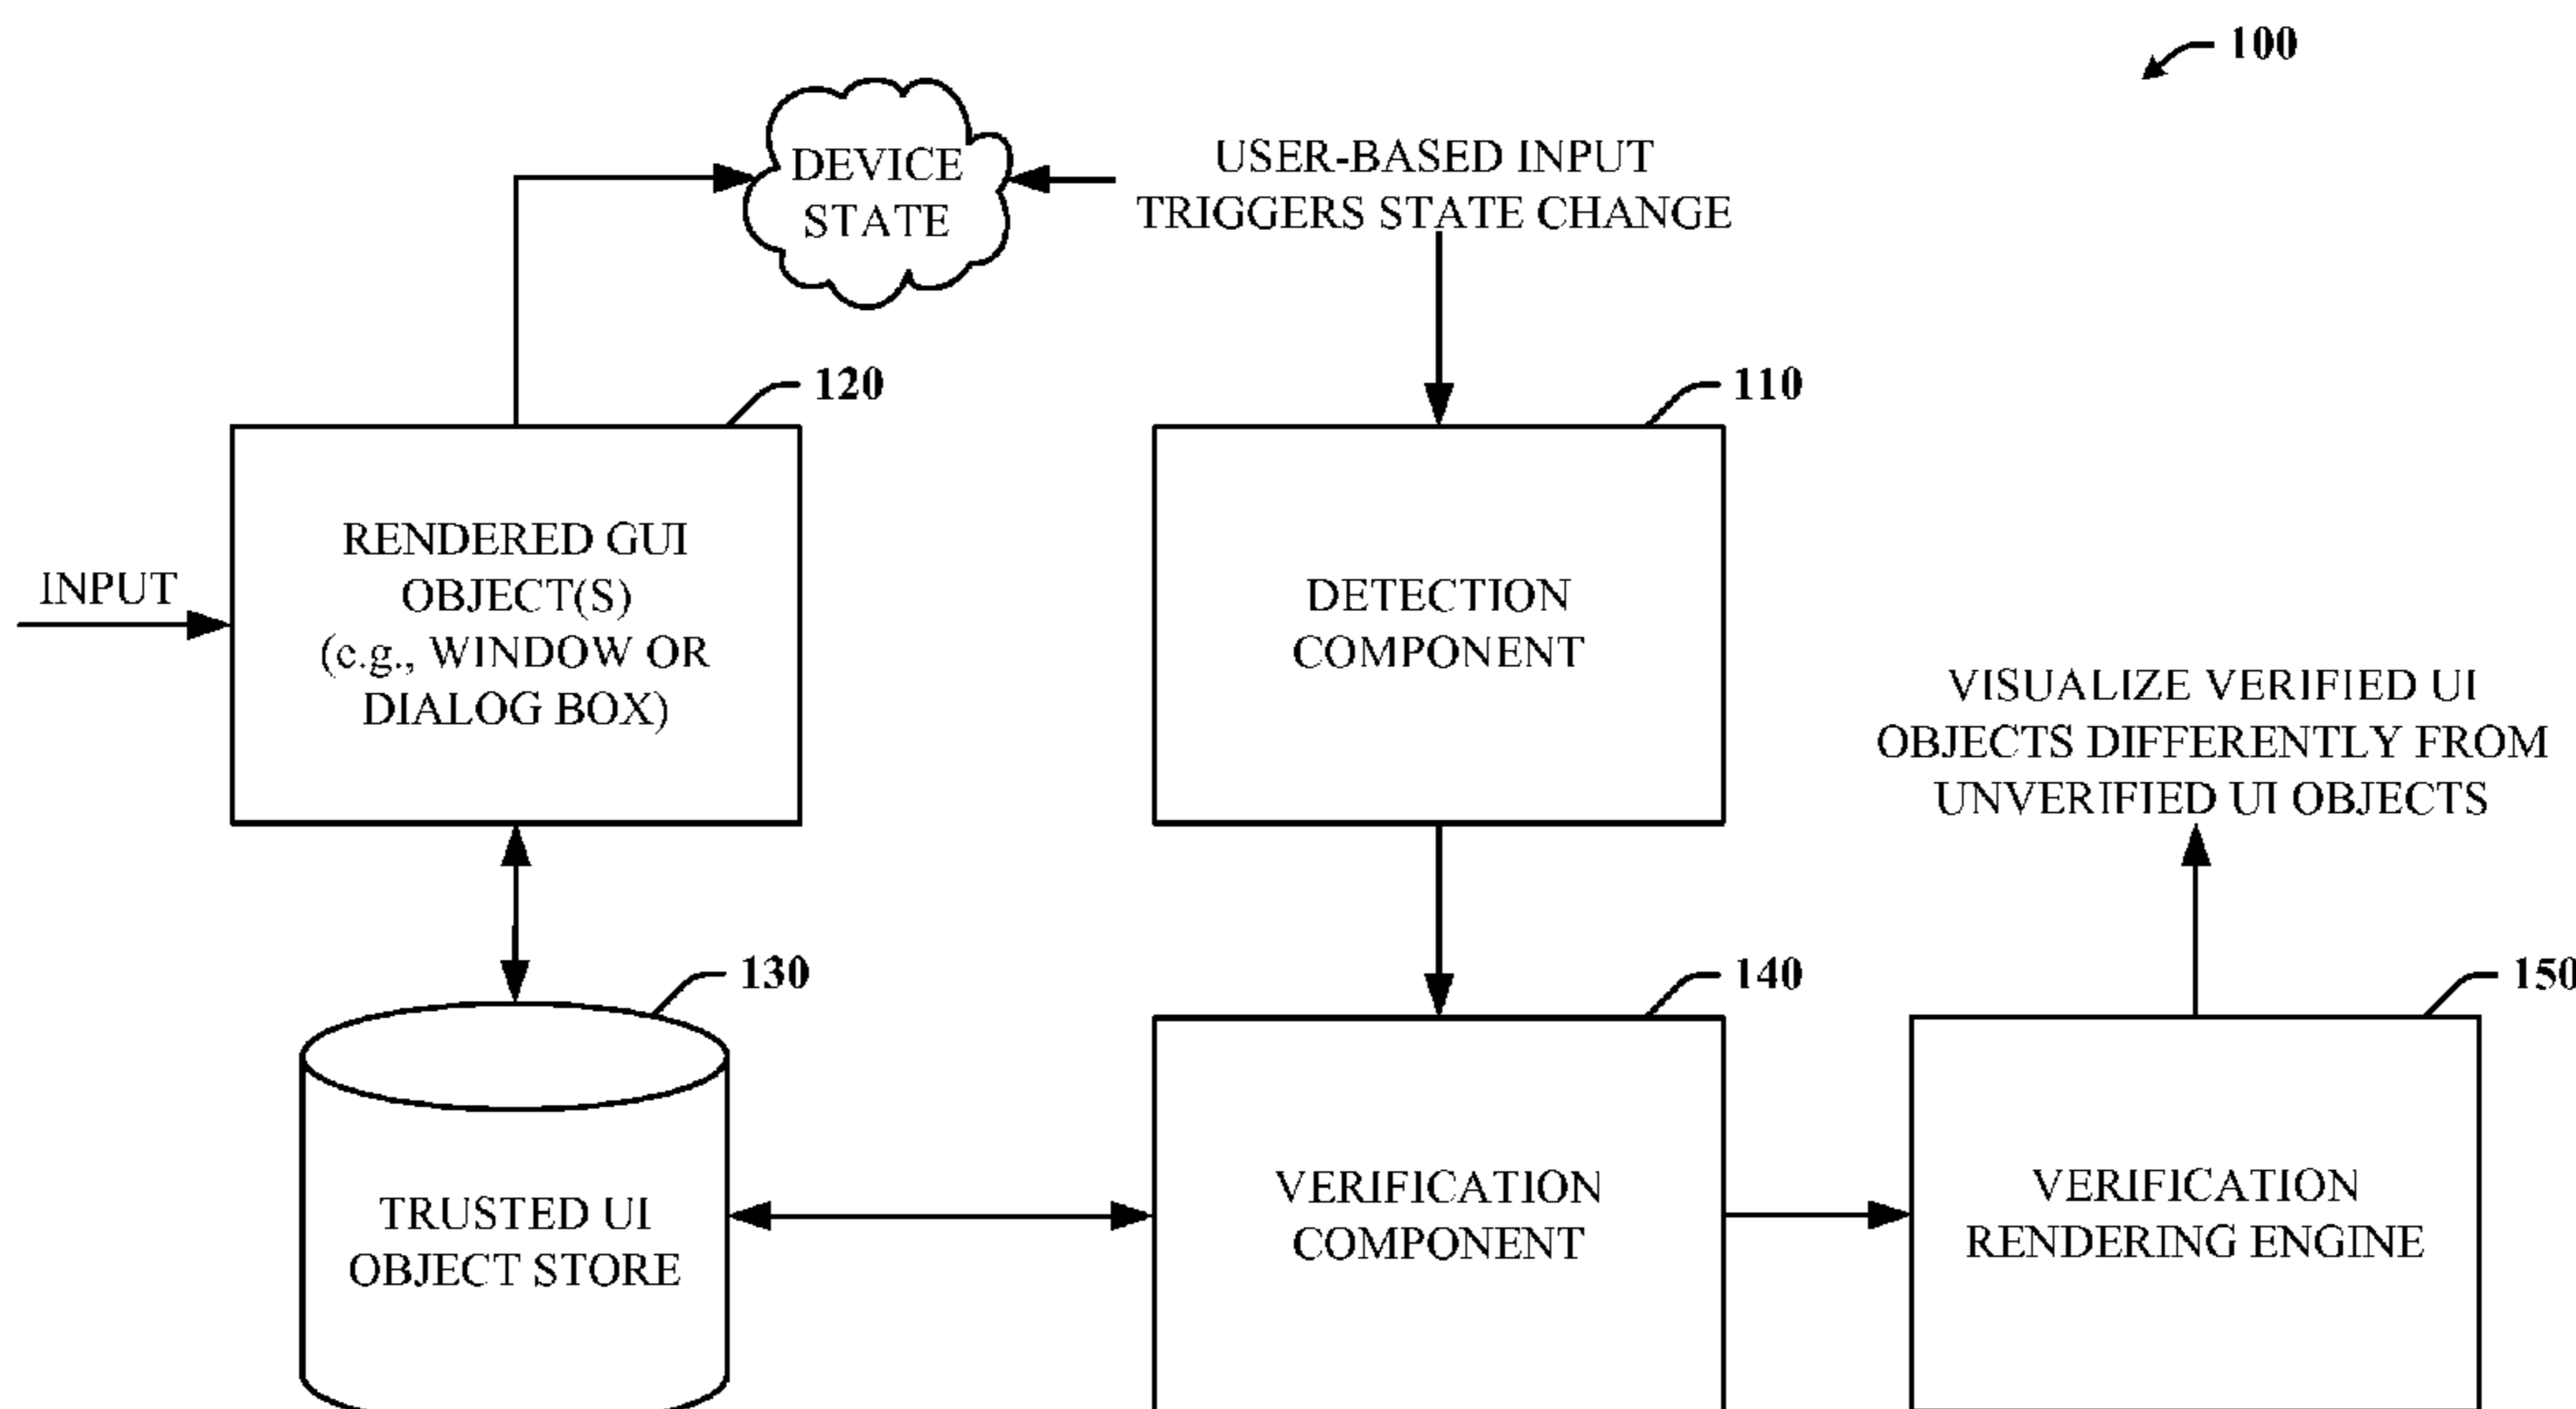 100
DEVICE
STATE
USER-BASED INPUT
TRIGGERS STATE CHANGE
120
110
INPUT
RENDERED GUI
OBJECT(S)
(e.g., WINDOW OR
DIALOG BOX)
DETECTION
COMPONENT
VISUALIZE VERIFIED UI
OBJECTS DIFFERENTLY FROM
UNVERIFIED UI OBJECTS
130
140
150
TRUSTED UI
OBJECT STORE
VERIFICATION
COMPONENT
VERIFICATION
RENDERING ENGINE